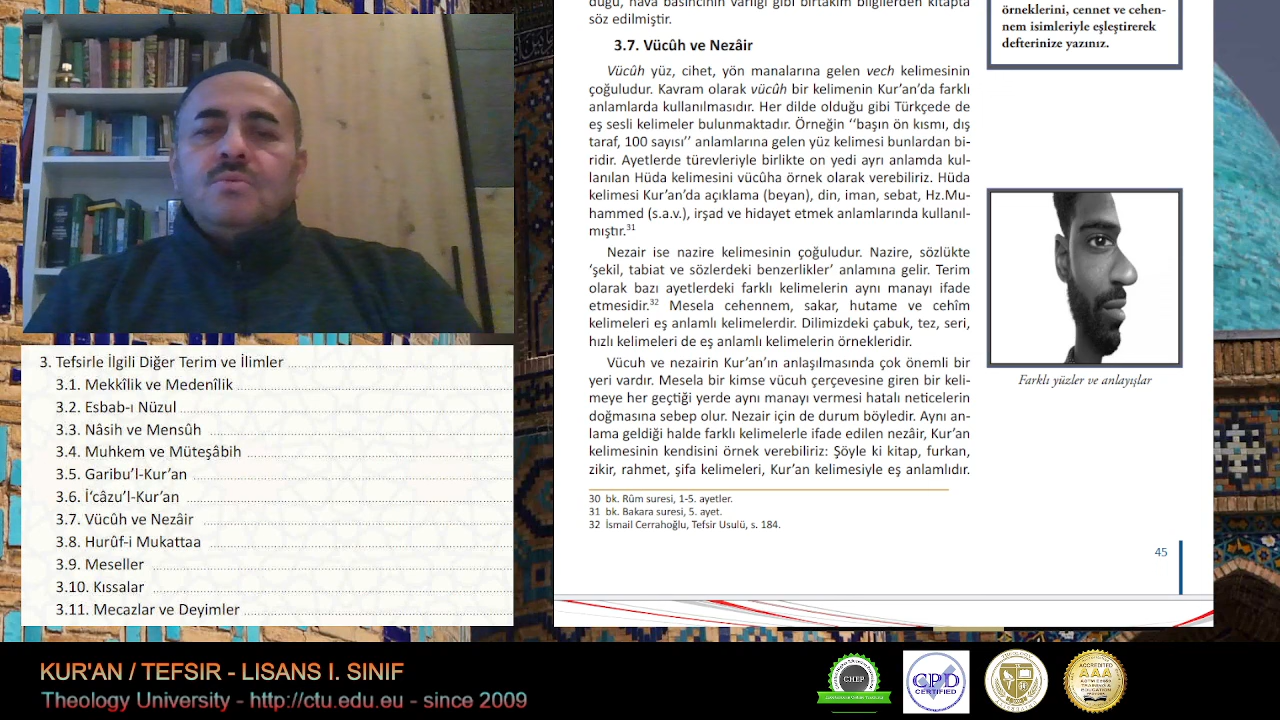 3. Tefsirle İlgili Diğer Terim ve İlimler
3.1. Mekkîlik ve Medenîlik
3.2. Esbab-ı Nüzul
3.3. Nâsih ve Mensûh
3.4. Muhkem ve Müteşâbih
3.5. Garibu'l-Kur'an
3.6. İ'câzu'l-Kur'an
3.7. Vücûh ve Nezâir
3.8. Hurûf-i Mukattaa
3.9. Meseller
3.10. Kıssalar
3.11. Mecazlar ve Deyimler
duğu, hava basıncının varlığı gibi birtakım bilgilerden kitapta
söz edilmiştir.
3.7. Vücûh ve Nezâir
Vücûh yüz, cihet, yön manalarına gelen vech kelimesinin
çoğuludur. Kavram olarak vücûh bir kelimenin Kur'an'da farklı
anlamlarda kullanılmasıdır. Her dilde olduğu gibi Türkçede de
eş sesli kelimeler bulunmaktadır. Örneğin ''başın ön kısmı, dış
taraf, 100 sayısı'' anlamlarına gelen yüz kelimesi bunlardan bi-
ridir. Ayetlerde türevleriyle birlikte on yedi ayrı anlamda kul-
lanılan Hüda kelimesini vücûha örnek olarak verebiliriz. Hüda
kelimesi Kur'an'da açıklama (beyan), din, iman, sebat, Hz.Mu-
hammed (s.a.v.), irşad ve hidayet etmek anlamlarında kullanıl-
mıştır.31
Nezair ise nazire kelimesinin çoğuludur. Nazire, sözlükte
'şekil, tabiat ve sözlerdeki benzerlikler' anlamına gelir. Terim
olarak bazı ayetlerdeki farklı kelimelerin aynı manayı ifade
etmesidir.32 Mesela cehennem, sakar, hutame ve cehîm
kelimeleri eş anlamlı kelimelerdir. Dilimizdeki çabuk, tez, seri,
hızlı kelimeleri de eş anlamlı kelimelerin örnekleridir.
Vücuh ve nezairin Kur'an'ın anlaşılmasında çok önemli bir
yeri vardır. Mesela bir kimse vücuh çerçevesine giren bir keli-
meye her geçtiği yerde aynı manayı vermesi hatalı neticelerin
doğmasına sebep olur. Nezair için de durum böyledir. Aynı an-
lama geldiği halde farklı kelimelerle ifade edilen nezâir, Kur'an
kelimesinin kendisini örnek verebiliriz: Şöyle ki kitap, furkan,
zikir, rahmet, şifa kelimeleri, Kur'an kelimesiyle eş anlamlıdır.
30 bk. Rûm suresi, 1-5. ayetler.
31 bk. Bakara suresi, 5. ayet.
32 İsmail Cerrahoğlu, Tefsir Usulü, s. 184.
45
örneklerini, cennet ve cehen-
nem isimleriyle eşleştirerek
defterinize yazınız.
Farklı yüzler ve anlayışlar
KUR'AN / TEFSIR - LISANS I. SINIF
Theology University - http://ctu.edu.eu - since 2009
CHEP
CPD
CERTIFIED
ACCREDITED
AAA